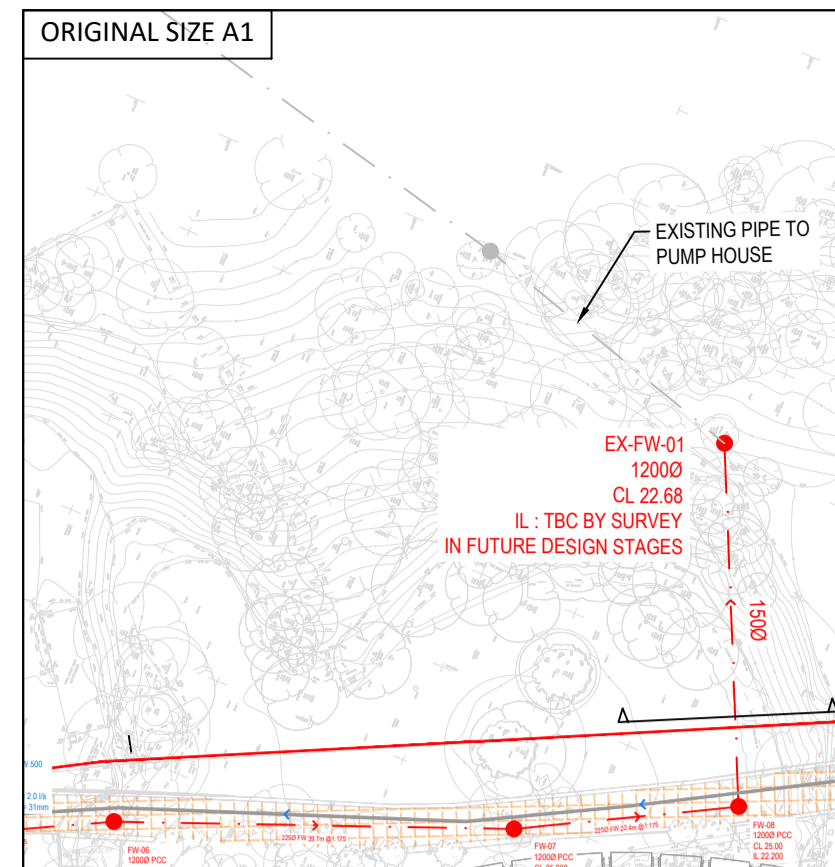 ORIGINAL SIZE A1
EXISTING PIPE TO
PUMP HOUSE
EX-FW-01
1200Ø
CL 22.68
IL : TBC BY SURVEY
IN FUTURE DESIGN STAGES
150Ø
500
2.0 l/s
31mm
225Ø FW 39.7m @1:175
225Ø FW 22.4m @1:175
FW-06
1200Ø PCC
FW-07
1200Ø PCC
FW-08
1200Ø PCC
CL 25.00
IL 22.200